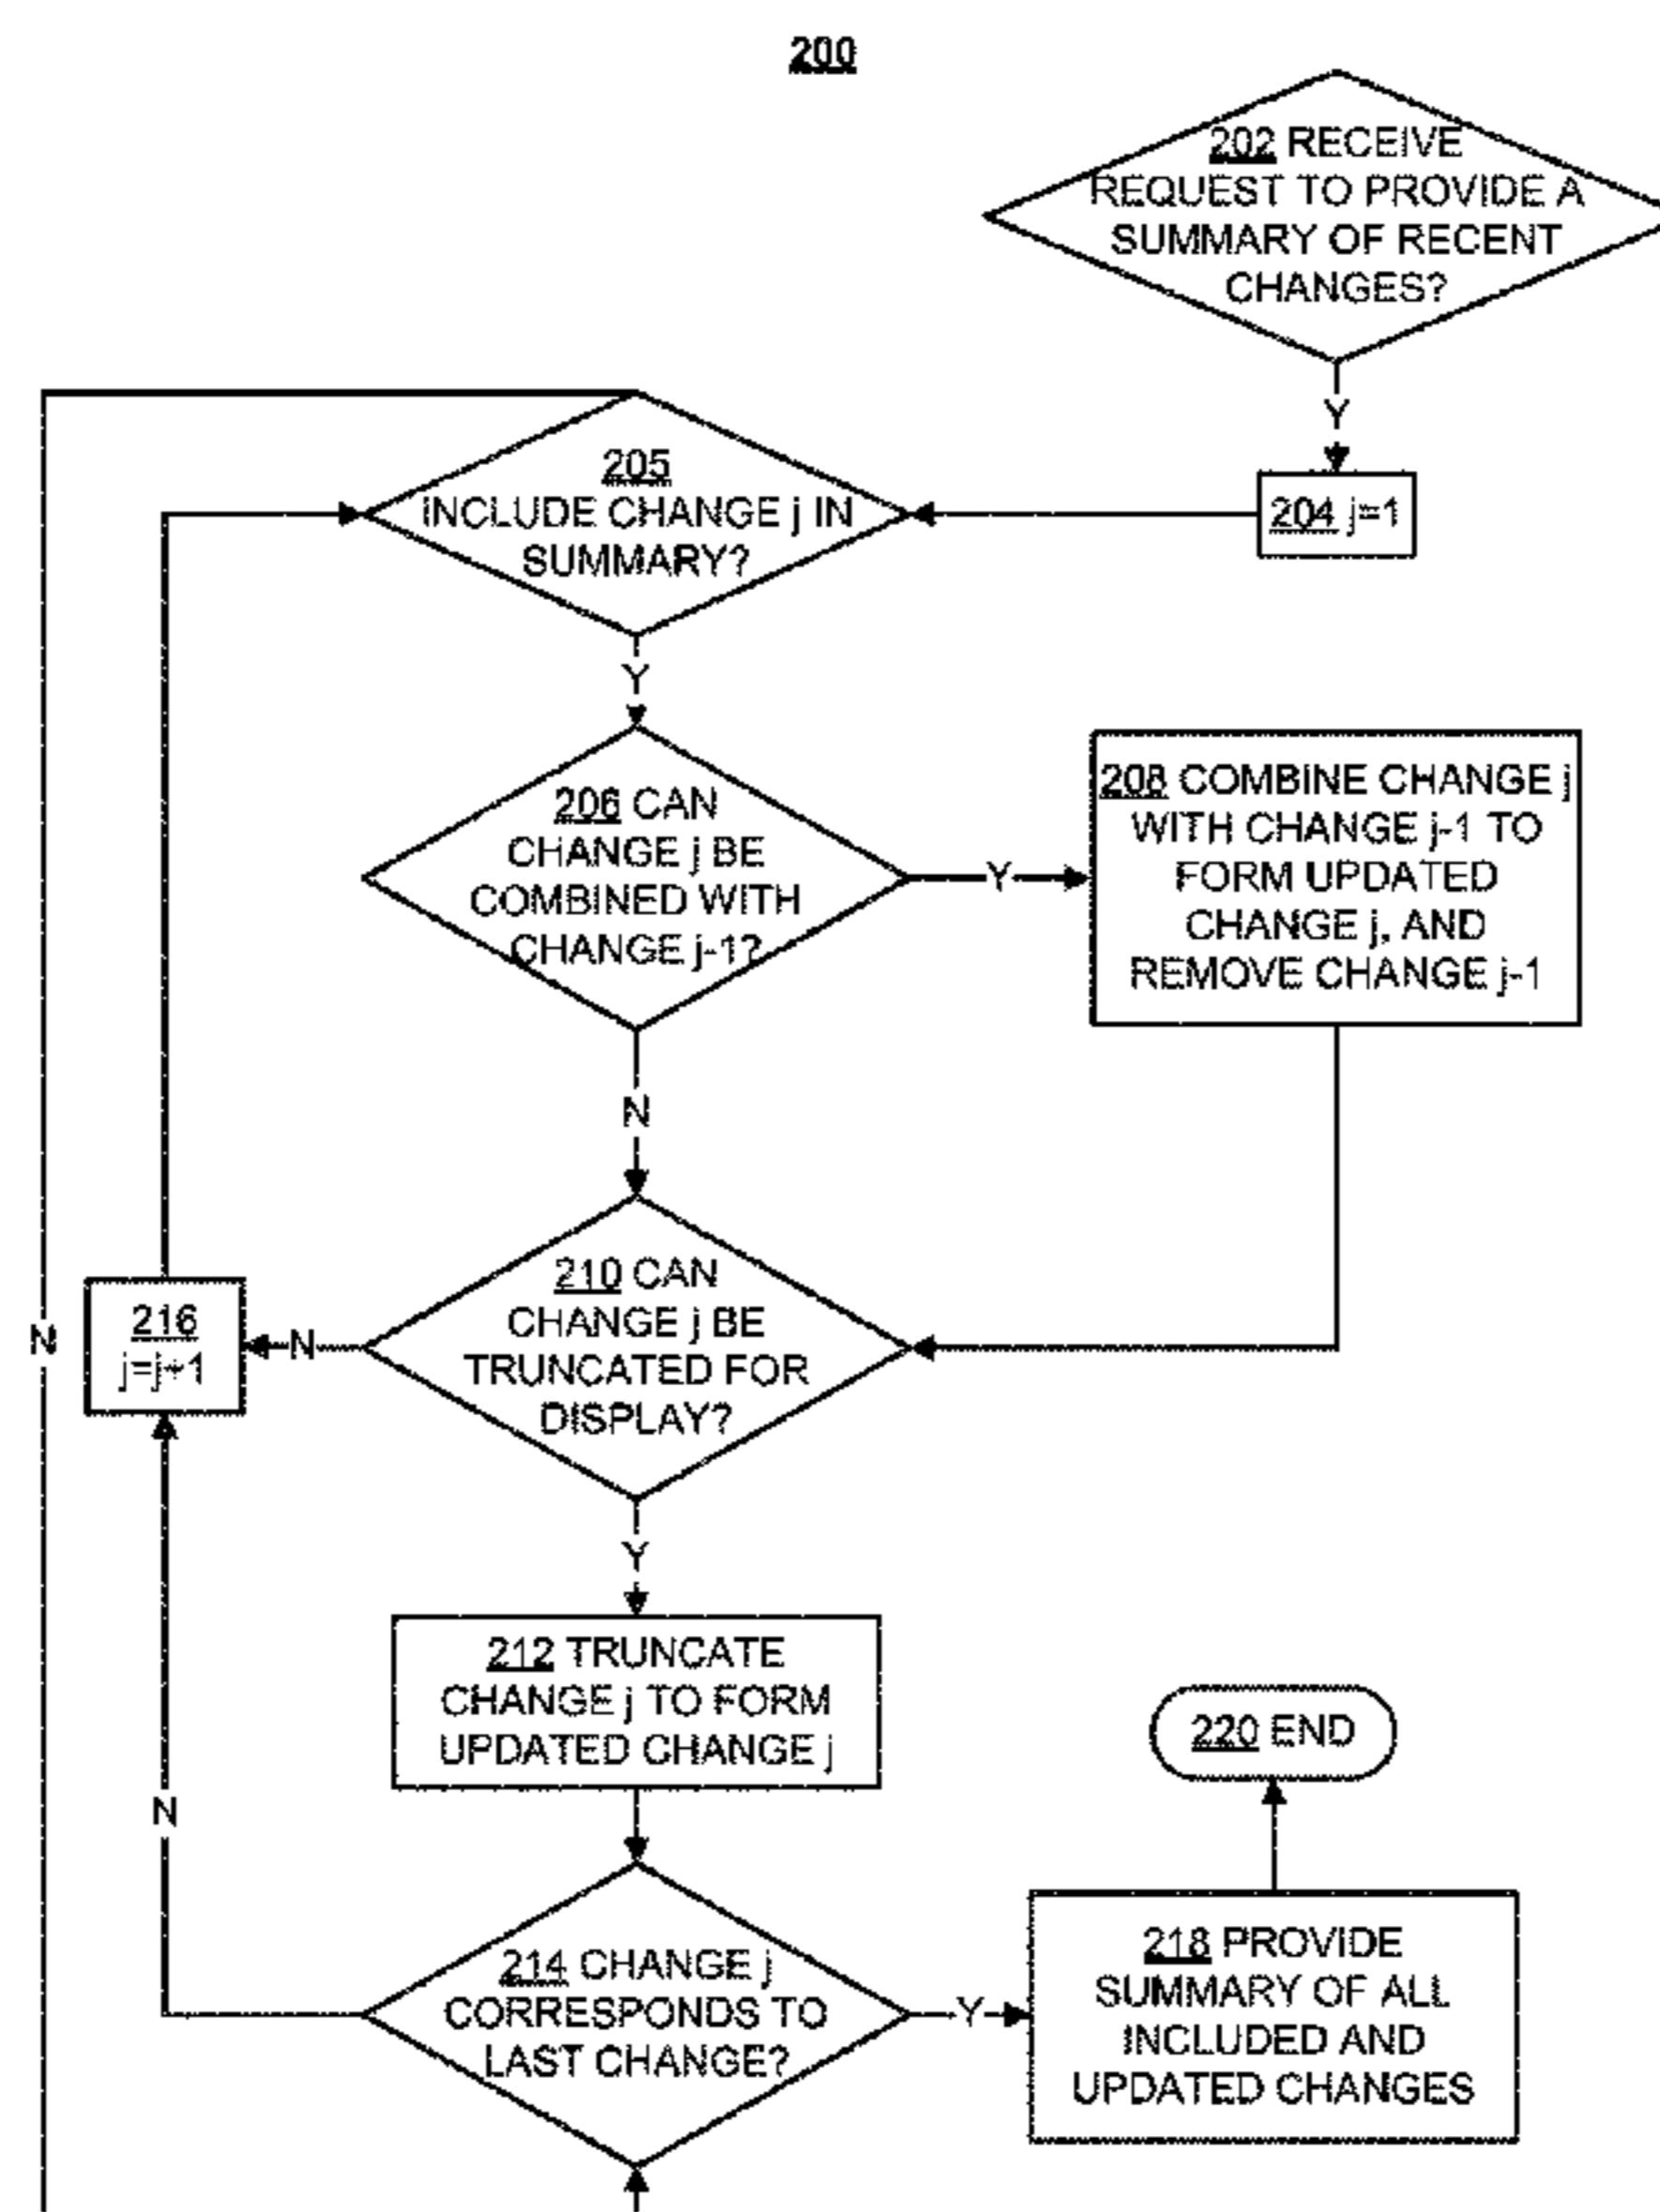 200
202 RECEIVE
REQUEST TO PROVIDE A
SUMMARY OF RECENT
CHANGES?
Y
204 j=1
205
INCLUDE CHANGE j IN
SUMMARY?
Y
206 CAN
CHANGE j BE
COMBINED WITH
CHANGE j-1?
Y
208 COMBINE CHANGE j
WITH CHANGE j-1 TO
FORM UPDATED
CHANGE j, AND
REMOVE CHANGE j-1
N
210 CAN
CHANGE j BE
TRUNCATED FOR
DISPLAY?
N
216
j=j+1
N
Y
212 TRUNCATE
CHANGE j TO FORM
UPDATED CHANGE j
N
214 CHANGE j
CORRESPONDS TO
LAST CHANGE?
Y
218 PROVIDE
SUMMARY OF ALL
INCLUDED AND
UPDATED CHANGES
220 END